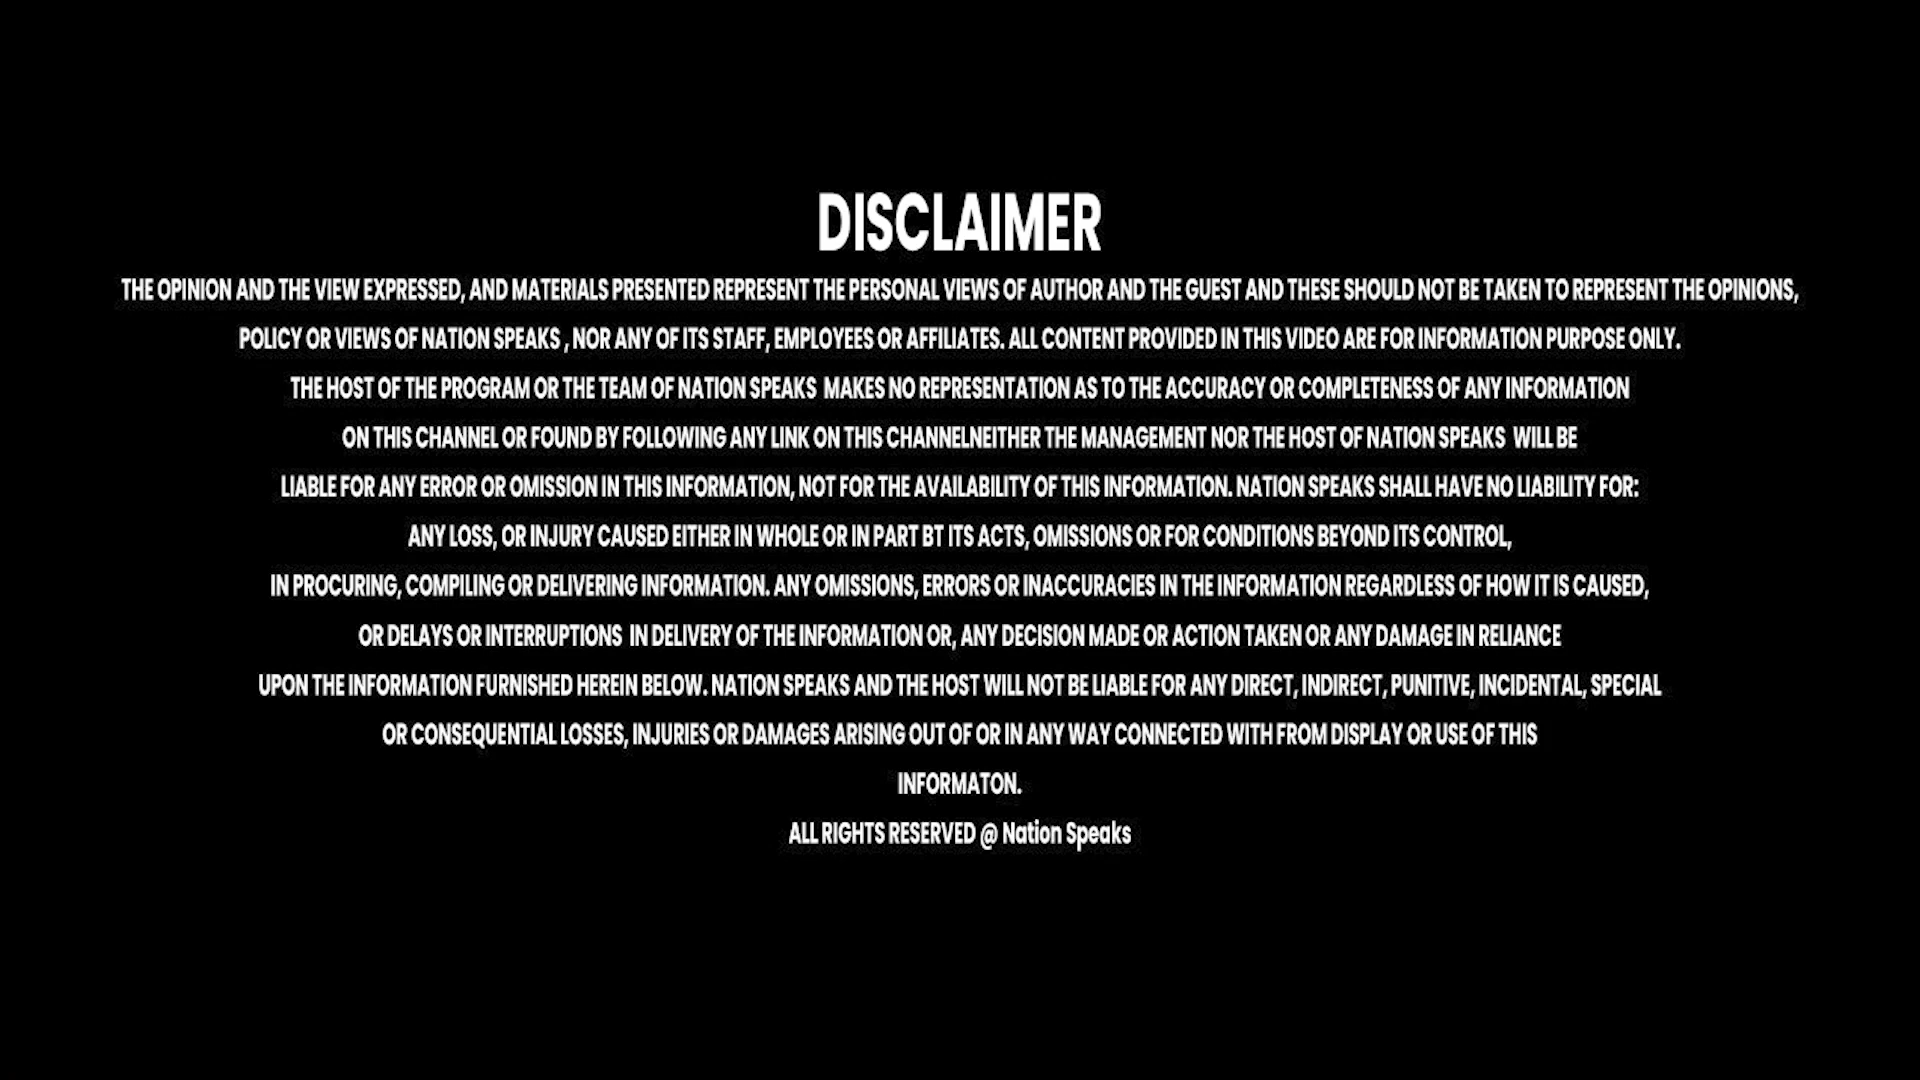 DISCLAIMER
THE OPINION AND THE VIEW EXPRESSED, AND MATERIALS PRESENTED REPRESENT THE PERSONAL VIEWS OF AUTHOR AND THE GUEST AND THESE SHOULD NOT BE TAKEN TO REPRESENT THE OPINIONS,
POLICY OR VIEWS OF NATION SPEAKS , NOR ANY OF ITS STAFF, EMPLOYEES OR AFFILIATES. ALL CONTENT PROVIDED IN THIS VIDEO ARE FOR INFORMATION PURPOSE ONLY.
THE HOST OF THE PROGRAM OR THE TEAM OF NATION SPEAKS  MAKES NO REPRESENTATION AS TO THE ACCURACY OR COMPLETENESS OF ANY INFORMATION
ON THIS CHANNEL OR FOUND BY FOLLOWING ANY LINK ON THIS CHANNELNEITHER THE MANAGEMENT NOR THE HOST OF NATION SPEAKS  WILL BE
LIABLE FOR ANY ERROR OR OMISSION IN THIS INFORMATION, NOT FOR THE AVAILABILITY OF THIS INFORMATION. NATION SPEAKS SHALL HAVE NO LIABILITY FOR:
ANY LOSS, OR INJURY CAUSED EITHER IN WHOLE OR IN PART BT ITS ACTS, OMISSIONS OR FOR CONDITIONS BEYOND ITS CONTROL,
IN PROCURING, COMPILING OR DELIVERING INFORMATION. ANY OMISSIONS, ERRORS OR INACCURACIES IN THE INFORMATION REGARDLESS OF HOW IT IS CAUSED,
OR DELAYS OR INTERRUPTIONS  IN DELIVERY OF THE INFORMATION OR, ANY DECISION MADE OR ACTION TAKEN OR ANY DAMAGE IN RELIANCE
UPON THE INFORMATION FURNISHED HEREIN BELOW. NATION SPEAKS AND THE HOST WILL NOT BE LIABLE FOR ANY DIRECT, INDIRECT, PUNITIVE, INCIDENTAL, SPECIAL
OR CONSEQUENTIAL LOSSES, INJURIES OR DAMAGES ARISING OUT OF OR IN ANY WAY CONNECTED WITH FROM DISPLAY OR USE OF THIS
INFORMATON.
ALL RIGHTS RESERVED @ Nation Speaks